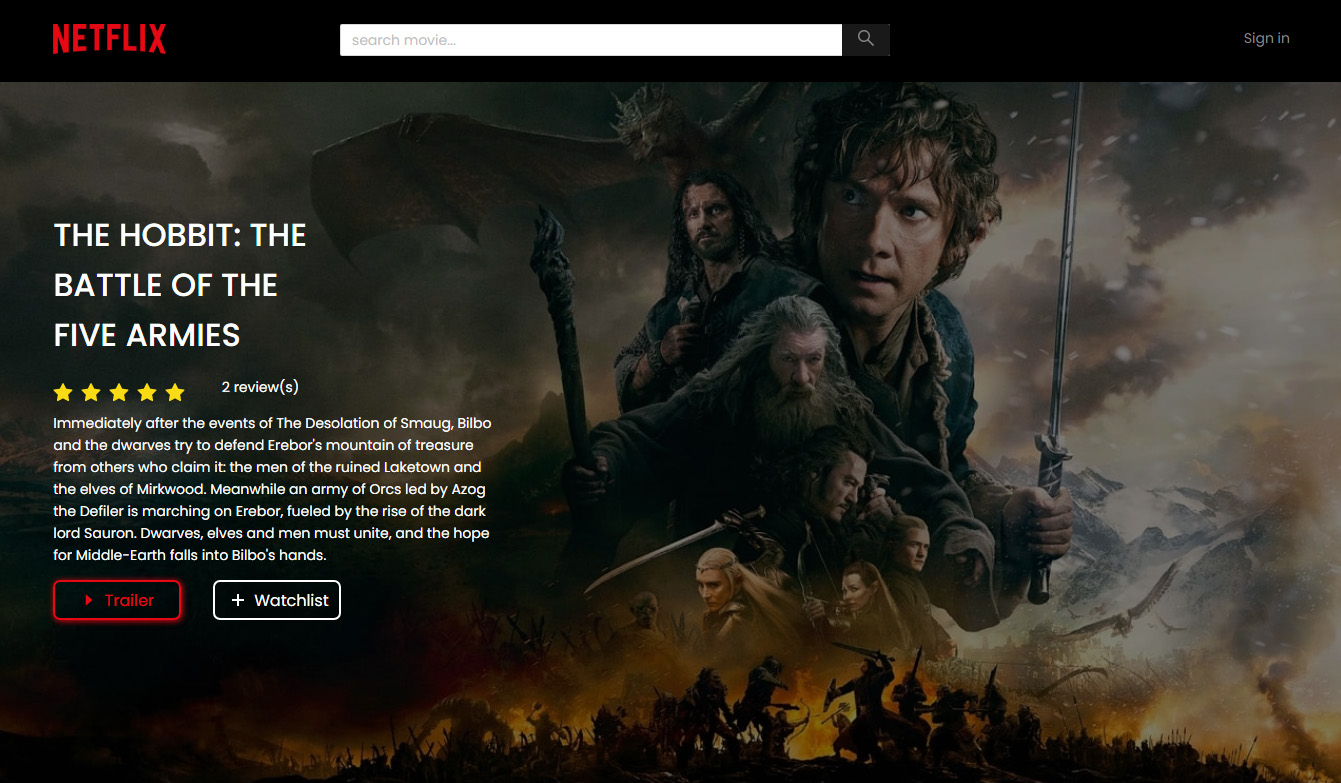 NETFLIX
search movie...
Sign in
THE HOBBIT: THE
BATTLE OF THE
FIVE ARMIES
2 review(s)
Immediately after the events of The Desolation of Smaug, Bilbo
and the dwarves try to defend Erebor's mountain of treasure
from others who claim it: the men of the ruined Laketown and
the elves of Mirkwood. Meanwhile an army of Orcs led by Azog
the Defiler is marching on Erebor, fueled by the rise of the dark
lord Sauron. Dwarves, elves and men must unite, and the hope
for Middle-Earth falls into Bilbo's hands.
Trailer
Watchlist